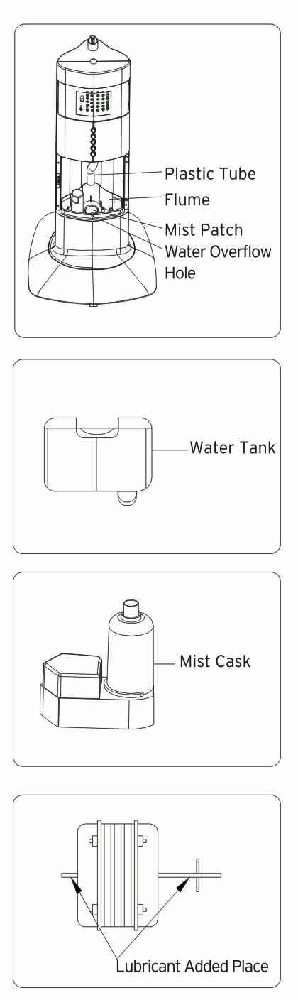 Plastic Tube
Flume
Mist Patch
Water Overflow
Hole
Water Tank
Mist Cask
Lubricant Added Place